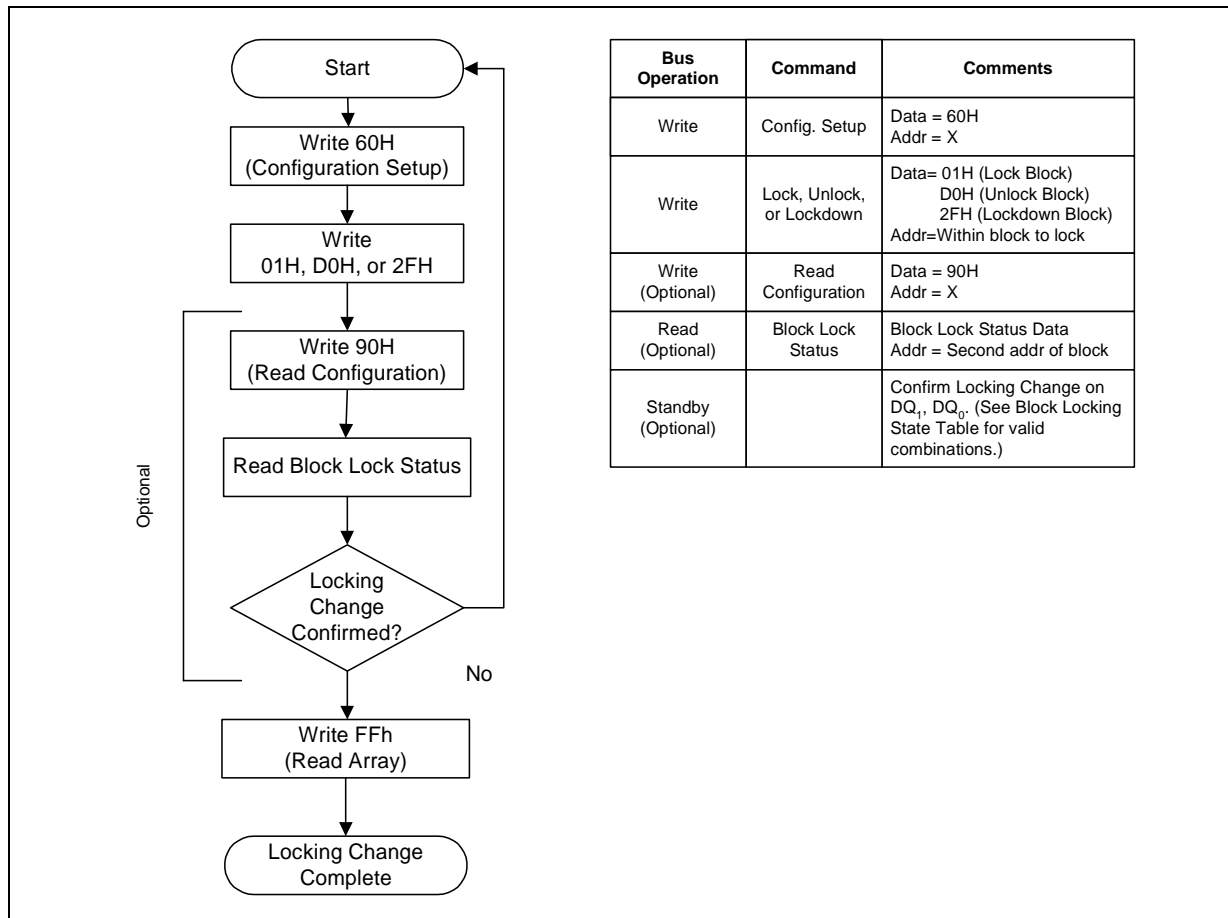 Start
Write 60H
(Configuration Setup)
Write
01H, D0H, or 2FH
Optional
Write 90H
(Read Configuration)
Read Block Lock Status
Locking
Change
Confirmed?
No
Write FFh
(Read Array)
Locking Change
Complete
Bus
Operation
Command
Comments
Write
Config. Setup
Data = 60H
Addr = X
Write
Lock, Unlock,
or Lockdown
Data= 01H (Lock Block)
D0H (Unlock Block)
2FH (Lockdown Block)
Addr=Within block to lock
Write
(Optional)
Read
Configuration
Data = 90H
Addr = X
Read
(Optional)
Block Lock
Status
Block Lock Status Data
Addr = Second addr of block
Standby
(Optional)
Confirm Locking Change on
DQ1, DQ0. (See Block Locking
State Table for valid
combinations.)